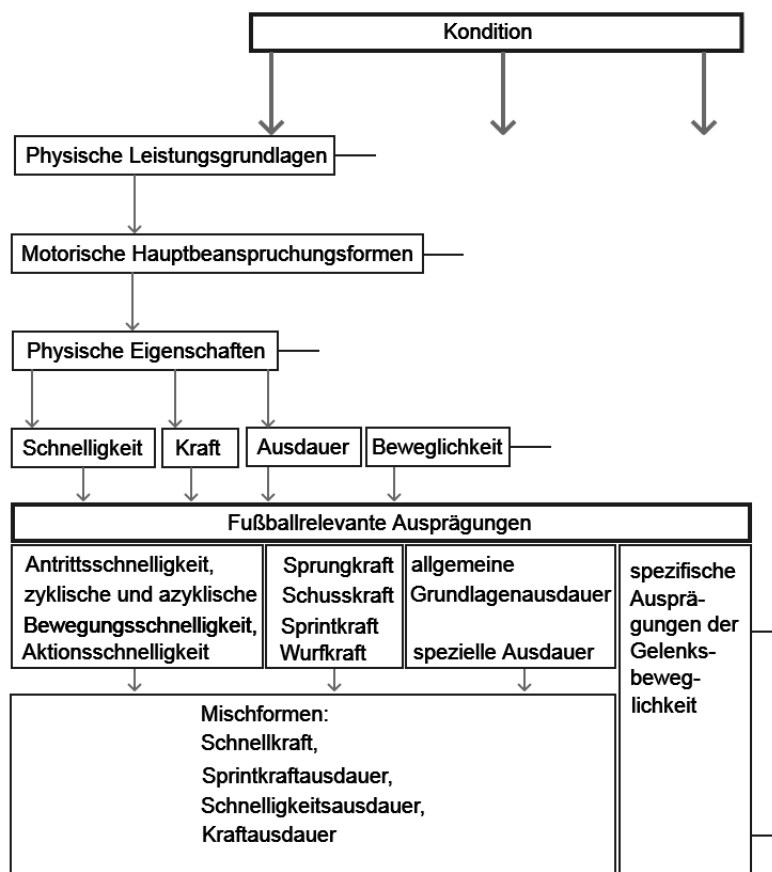 Kondition
Physische Leistungsgrundlagen
Motorische Hauptbeanspruchungsformen
Physische Eigenschaften
Schnelligkeit
Kraft
Ausdauer
Beweglichkeit
Fußballrelevante Ausprägungen
Antrittsschnelligkeit,
zyklische und azyklische
Bewegungsschnelligkeit,
Aktionsschnelligkeit
Sprungkraft
Schusskraft
Sprintkraft
Wurfkraft
allgemeine
Grundlagenausdauer
spezielle Ausdauer
spezifische
Ausprä-
gungen der
Gelenks-
beweg-
lichkeit
Mischformen:
Schnellkraft,
Sprintkraftausdauer,
Schnelligkeitsausdauer,
Kraftausdauer